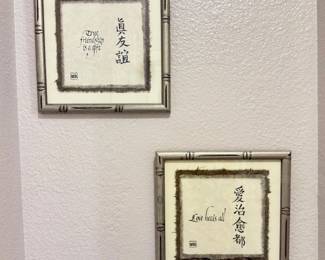 True
friendship
is a gift
真友誼
Love heals all
愛治愈都